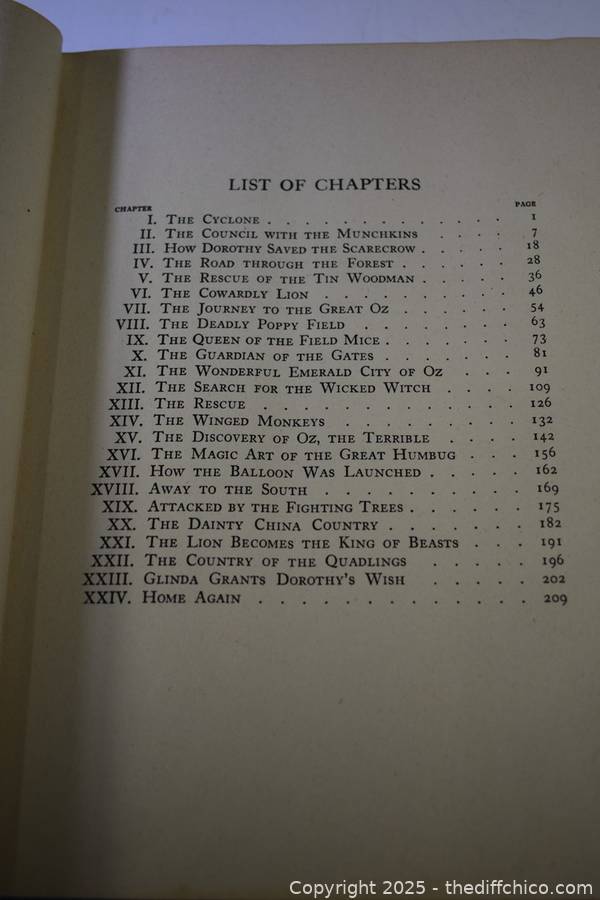 LIST OF CHAPTERS
CHAPTER PAGE
I. THE CYCLONE . . . . . . . . . . . . . 1
II. THE COUNCIL WITH THE MUNCHKINS . . . . 7
III. HOW DOROTHY SAVED THE SCARECROW . . . . . 18
IV. THE ROAD THROUGH THE FOREST . . . . . . 28
V. THE RESCUE OF THE TIN WOODMAN . . . . . 36
VI. THE COWARDLY LION . . . . . . . . . . 46
VII. THE JOURNEY TO THE GREAT OZ . . . . . . 54
VIII. THE DEADLY POPPY FIELD . . . . . . . . 63
IX. THE QUEEN OF THE FIELD MICE . . . . . . . 73
X. THE GUARDIAN OF THE GATES . . . . . . . 81
XI. THE WONDERFUL EMERALD CITY OF OZ . . . . 91
XII. THE SEARCH FOR THE WICKED WITCH . . . . 109
XIII. THE RESCUE . . . . . . . . . . . . 126
XIV. THE WINGED MONKEYS . . . . . . . . . 132
XV. THE DISCOVERY OF OZ, THE TERRIBLE . . . . 142
XVI. THE MAGIC ART OF THE GREAT HUMBUG . . . 156
XVII. HOW THE BALLOON WAS LAUNCHED . . . . . 162
XVIII. AWAY TO THE SOUTH . . . . . . . . . 169
XIX. ATTACKED BY THE FIGHTING TREES . . . . . 175
XX. THE DAINTY CHINA COUNTRY . . . . . . 182
XXI. THE LION BECOMES THE KING OF BEASTS . . . 191
XXII. THE COUNTRY OF THE QUADLINGS . . . . . 196
XXIII. GLINDA GRANTS DOROTHY'S WISH . . . . . 202
XXIV. HOME AGAIN . . . . . . . . . . . . 209
Copyright 2025 - thediffchico.com